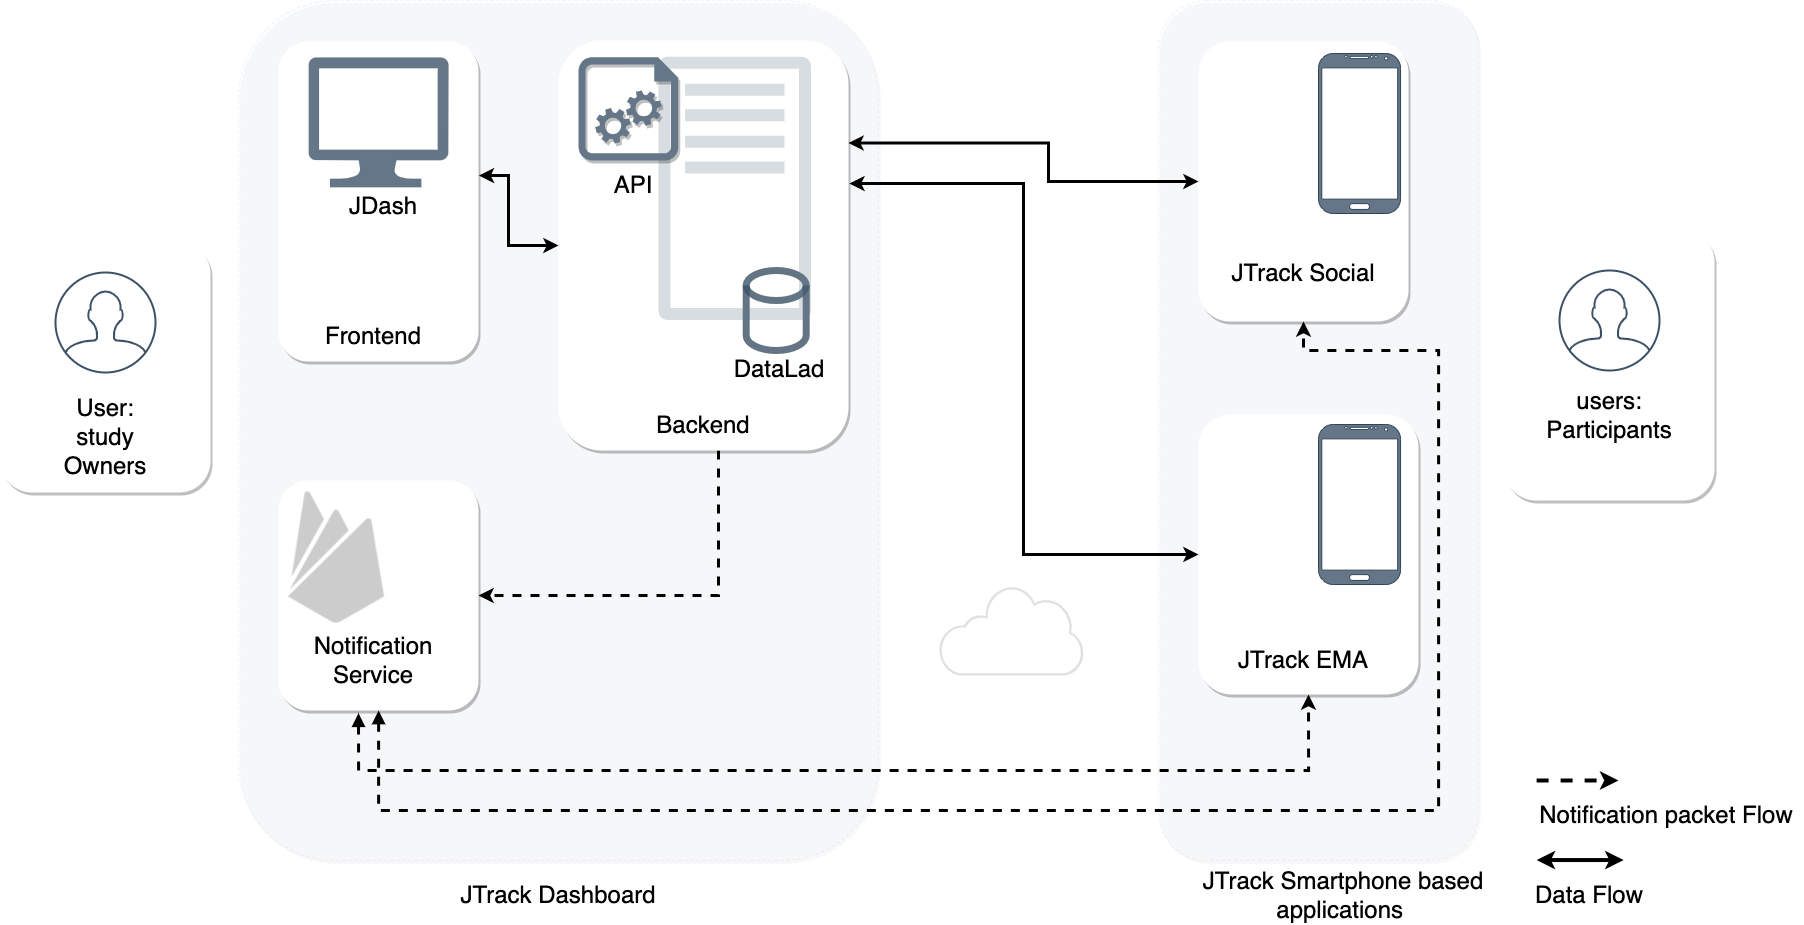 JDash
Frontend
API
DataLad
Backend
User:
study
Owners
Notification
Service
JTrack Social
JTrack EMA
users:
Participants
Notification packet Flow
Data Flow
JTrack Dashboard
JTrack Smartphone based
applications